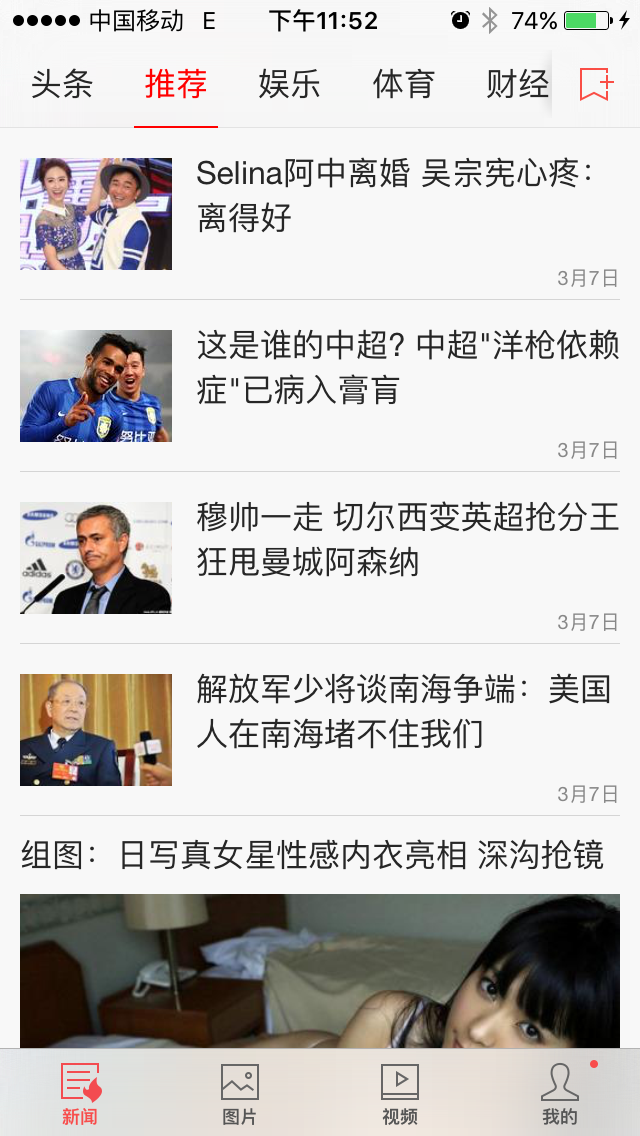 中国移动 E 下午11:52 74%
头条 推荐 娱乐 体育 财经
Selina阿中离婚 吴宗宪心疼：
离得好
3月7日
这是谁的中超? 中超"洋枪依赖
症"已病入膏肓
3月7日
穆帅一走 切尔西变英超抢分王
狂甩曼城阿森纳
3月7日
SAMSUNG
GAZPROM
SAMSUNG
adidas
解放军少将谈南海争端：美国
人在南海堵不住我们
3月7日
组图：日写真女星性感内衣亮相 深沟抢镜
新闻 图片 视频 我的